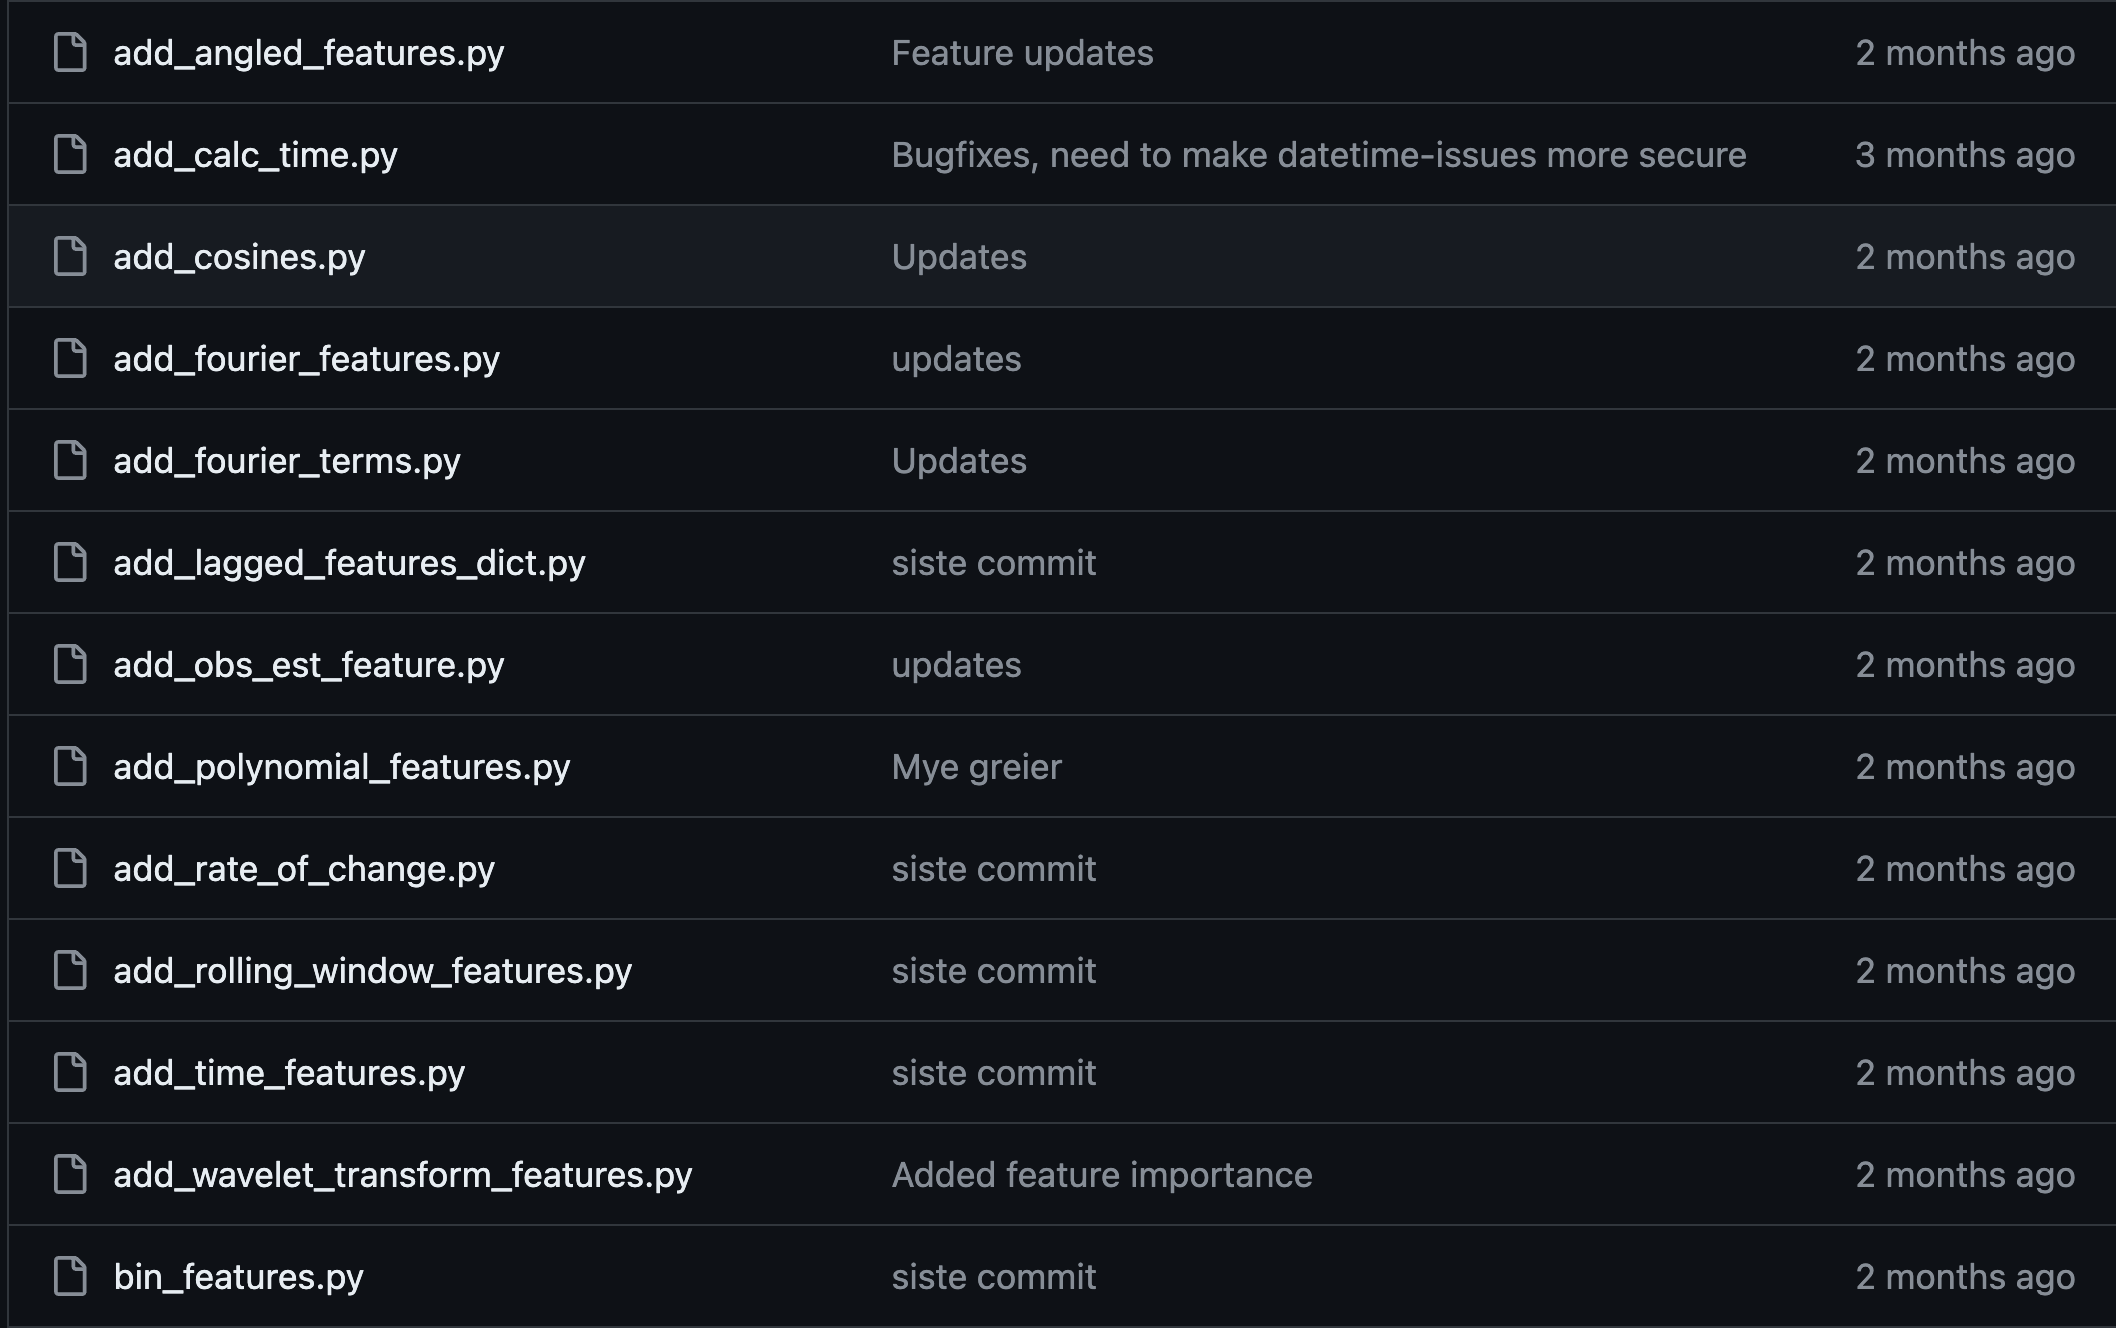 add_angled_features.py Feature updates 2 months ago
add_calc_time.py Bugfixes, need to make datetime-issues more secure 3 months ago
add_cosines.py Updates 2 months ago
add_fourier_features.py updates 2 months ago
add_fourier_terms.py Updates 2 months ago
add_lagged_features_dict.py siste commit 2 months ago
add_obs_est_feature.py updates 2 months ago
add_polynomial_features.py Mye greier 2 months ago
add_rate_of_change.py siste commit 2 months ago
add_rolling_window_features.py siste commit 2 months ago
add_time_features.py siste commit 2 months ago
add_wavelet_transform_features.py Added feature importance 2 months ago
bin_features.py siste commit 2 months ago